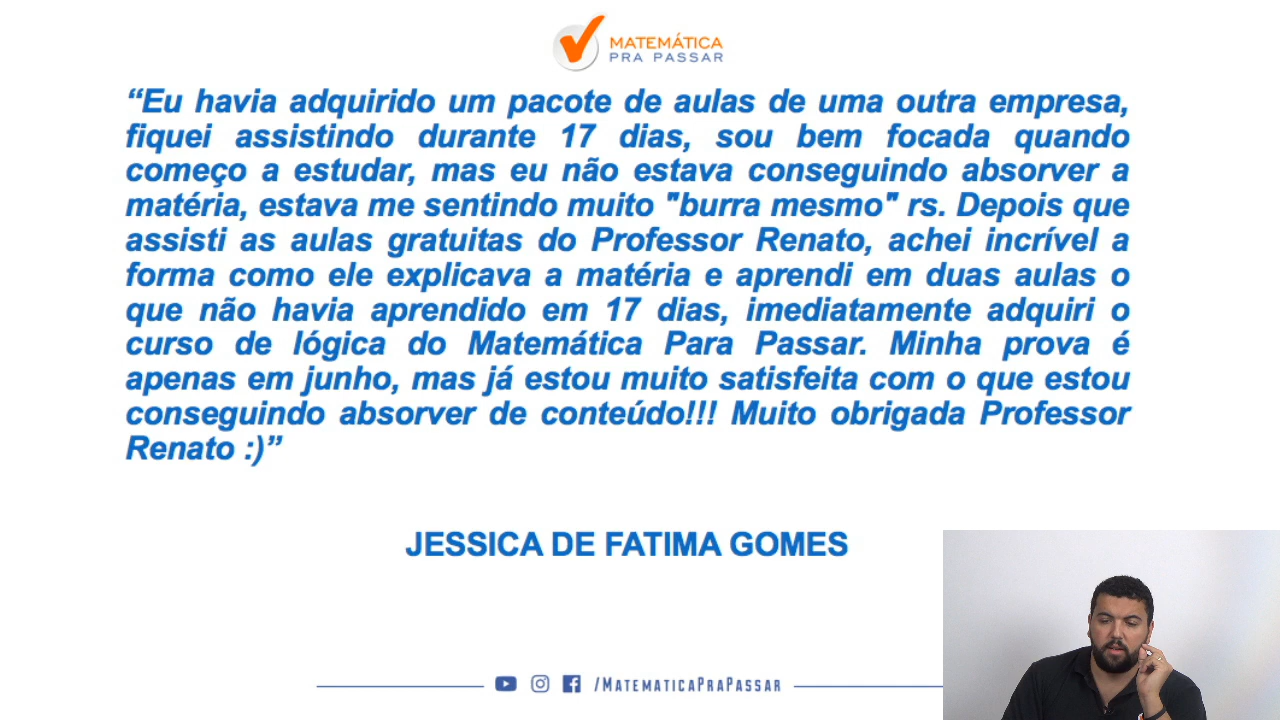 MATEMÁTICA
PRA PASSAR
“Eu havia adquirido um pacote de aulas de uma outra empresa,
fiquei assistindo durante 17 dias, sou bem focada quando
começo a estudar, mas eu não estava conseguindo absorver a
matéria, estava me sentindo muito "burra mesmo" rs. Depois que
assisti as aulas gratuitas do Professor Renato, achei incrível a
forma como ele explicava a matéria e aprendi em duas aulas o
que não havia aprendido em 17 dias, imediatamente adquiri o
curso de lógica do Matemática Para Passar. Minha prova é
apenas em junho, mas já estou muito satisfeita com o que estou
conseguindo absorver de conteúdo!!! Muito obrigada Professor
Renato :)”
JESSICA DE FATIMA GOMES
/MATEMATICAPRAPASSAR